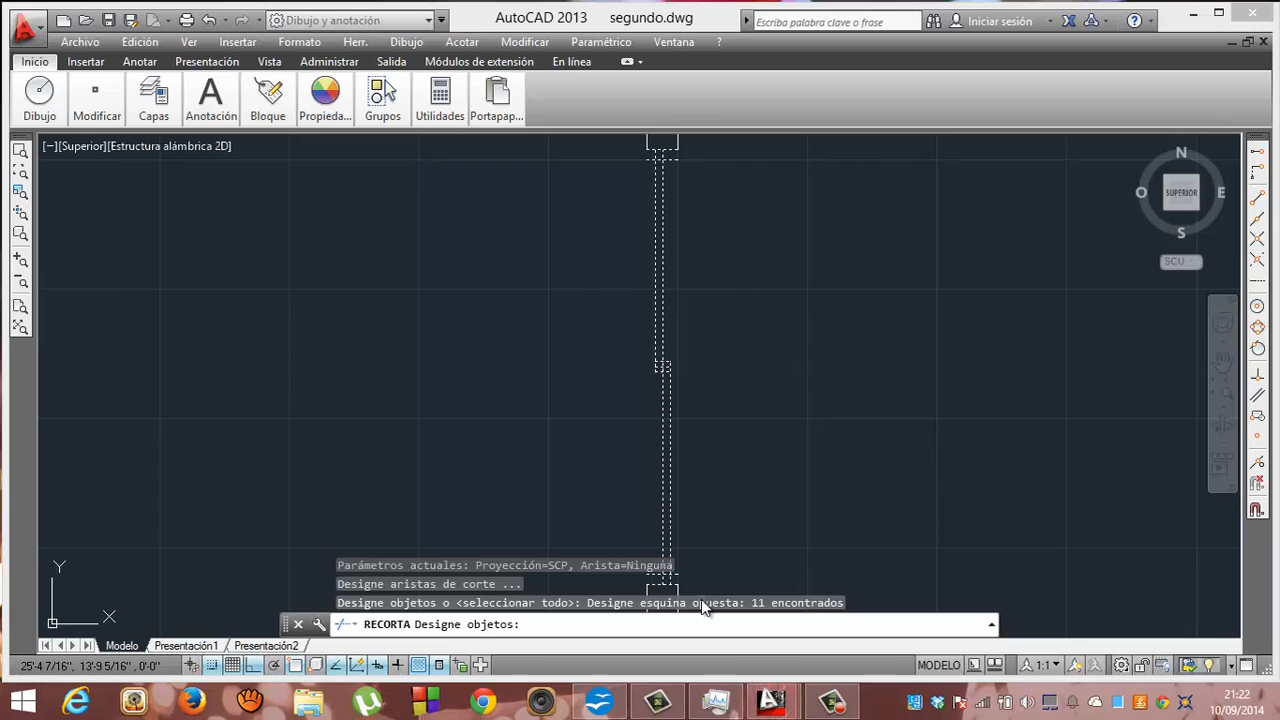 Dibujo y anotación
AutoCAD 2013 segundo.dwg
Escriba palabra clave o frase
Iniciar sesión
Archivo Edición Ver Insertar Formato Herr. Dibujo Acotar Modificar Paramétrico Ventana ?
Inicio Insertar Anotar Presentación Vista Administrar Salida Módulos de extensión En línea
Dibujo Modificar Capas Anotación Bloque Propieda... Grupos Utilidades Portapap...
[−][Superior][Estructura alámbrica 2D]
N
O SUPERIOR E
S
SCU
Y
X
Parámetros actuales: Proyección=SCP, Arista=Ninguna
Designe aristas de corte ...
Designe objetos o <seleccionar todo>: Designe esquina opuesta: 11 encontrados
RECORTA Designe objetos:
Modelo Presentación1 Presentación2
25'-4 7/16", 13'-9 5/16", 0'-0"
MODELO 1:1
21:22
10/09/2014